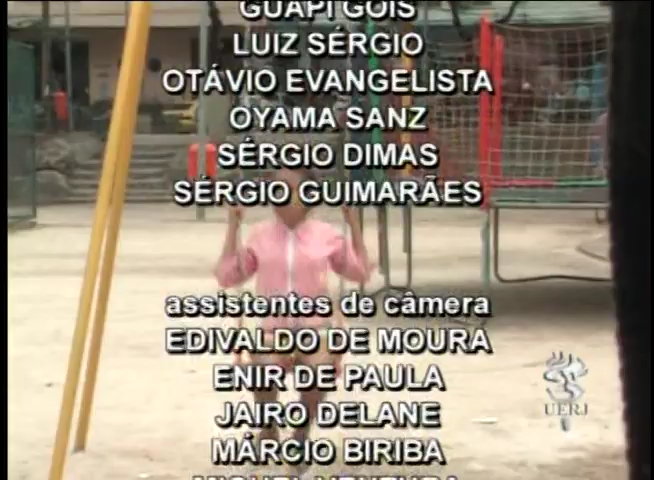 GUAPI GOIS
LUIZ SÉRGIO
OTÁVIO EVANGELISTA
OYAMA SANZ
SÉRGIO DIMAS
SÉRGIO GUIMARÃES
assistentes de câmera
EDIVALDO DE MOURA
ENIR DE PAULA
JAIRO DELANE
MÁRCIO BIRIBA
UERJ